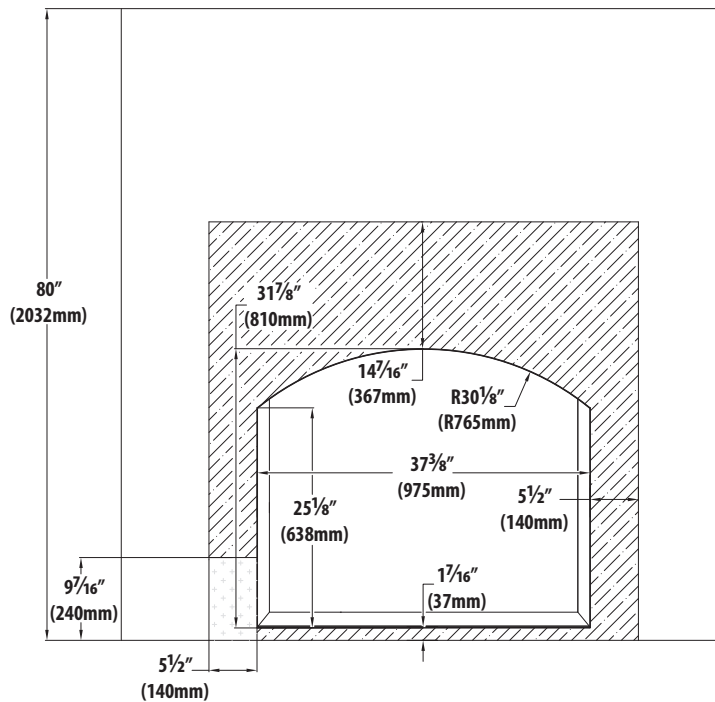 80″
(2032mm)
31⅞″
(810mm)
14⁷⁄₁₆″
(367mm)
R30⅛″
(R765mm)
37⅜″
(975mm)
25⅛″
(638mm)
5½″
(140mm)
9⁷⁄₁₆″
(240mm)
1⁷⁄₁₆″
(37mm)
5½″
(140mm)